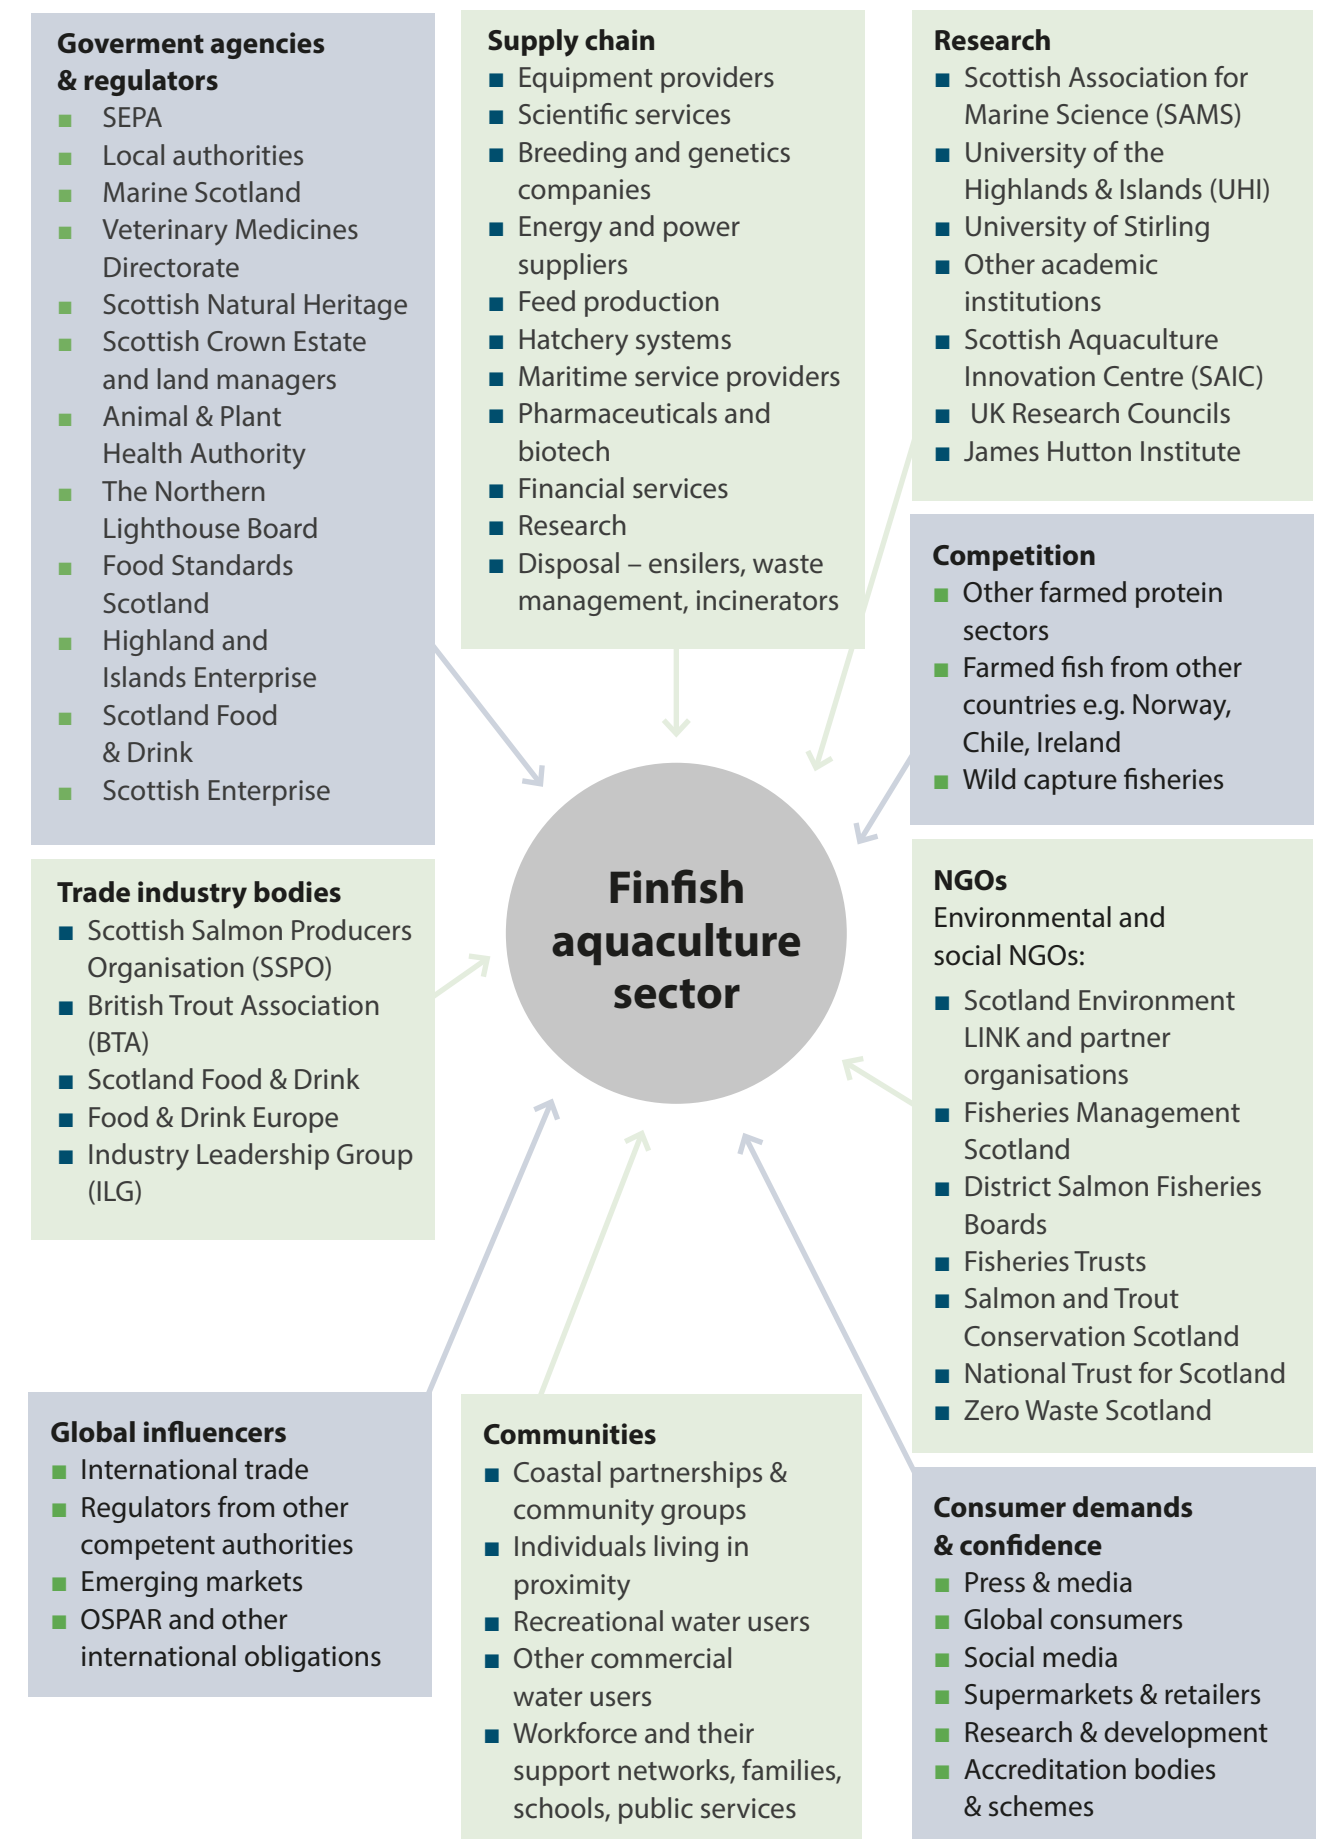 Goverment agencies
& regulators
■ SEPA
■ Local authorities
■ Marine Scotland
■ Veterinary Medicines
Directorate
■ Scottish Natural Heritage
■ Scottish Crown Estate
and land managers
■ Animal & Plant
Health Authority
■ The Northern
Lighthouse Board
■ Food Standards
Scotland
■ Highland and
Islands Enterprise
■ Scotland Food
& Drink
■ Scottish Enterprise
Supply chain
■ Equipment providers
■ Scientific services
■ Breeding and genetics
companies
■ Energy and power
suppliers
■ Feed production
■ Hatchery systems
■ Maritime service providers
■ Pharmaceuticals and
biotech
■ Financial services
■ Research
■ Disposal – ensilers, waste
management, incinerators
Research
■ Scottish Association for
Marine Science (SAMS)
■ University of the
Highlands & Islands (UHI)
■ University of Stirling
■ Other academic
institutions
■ Scottish Aquaculture
Innovation Centre (SAIC)
■ UK Research Councils
■ James Hutton Institute
Competition
■ Other farmed protein
sectors
■ Farmed fish from other
countries e.g. Norway,
Chile, Ireland
■ Wild capture fisheries
Trade industry bodies
■ Scottish Salmon Producers
Organisation (SSPO)
■ British Trout Association
(BTA)
■ Scotland Food & Drink
■ Food & Drink Europe
■ Industry Leadership Group
(ILG)
Finfish
aquaculture
sector
NGOs
Environmental and
social NGOs:
■ Scotland Environment
LINK and partner
organisations
■ Fisheries Management
Scotland
■ District Salmon Fisheries
Boards
■ Fisheries Trusts
■ Salmon and Trout
Conservation Scotland
■ National Trust for Scotland
■ Zero Waste Scotland
Global influencers
■ International trade
■ Regulators from other
competent authorities
■ Emerging markets
■ OSPAR and other
international obligations
Communities
■ Coastal partnerships &
community groups
■ Individuals living in
proximity
■ Recreational water users
■ Other commercial
water users
■ Workforce and their
support networks, families,
schools, public services
Consumer demands
& confidence
■ Press & media
■ Global consumers
■ Social media
■ Supermarkets & retailers
■ Research & development
■ Accreditation bodies
& schemes